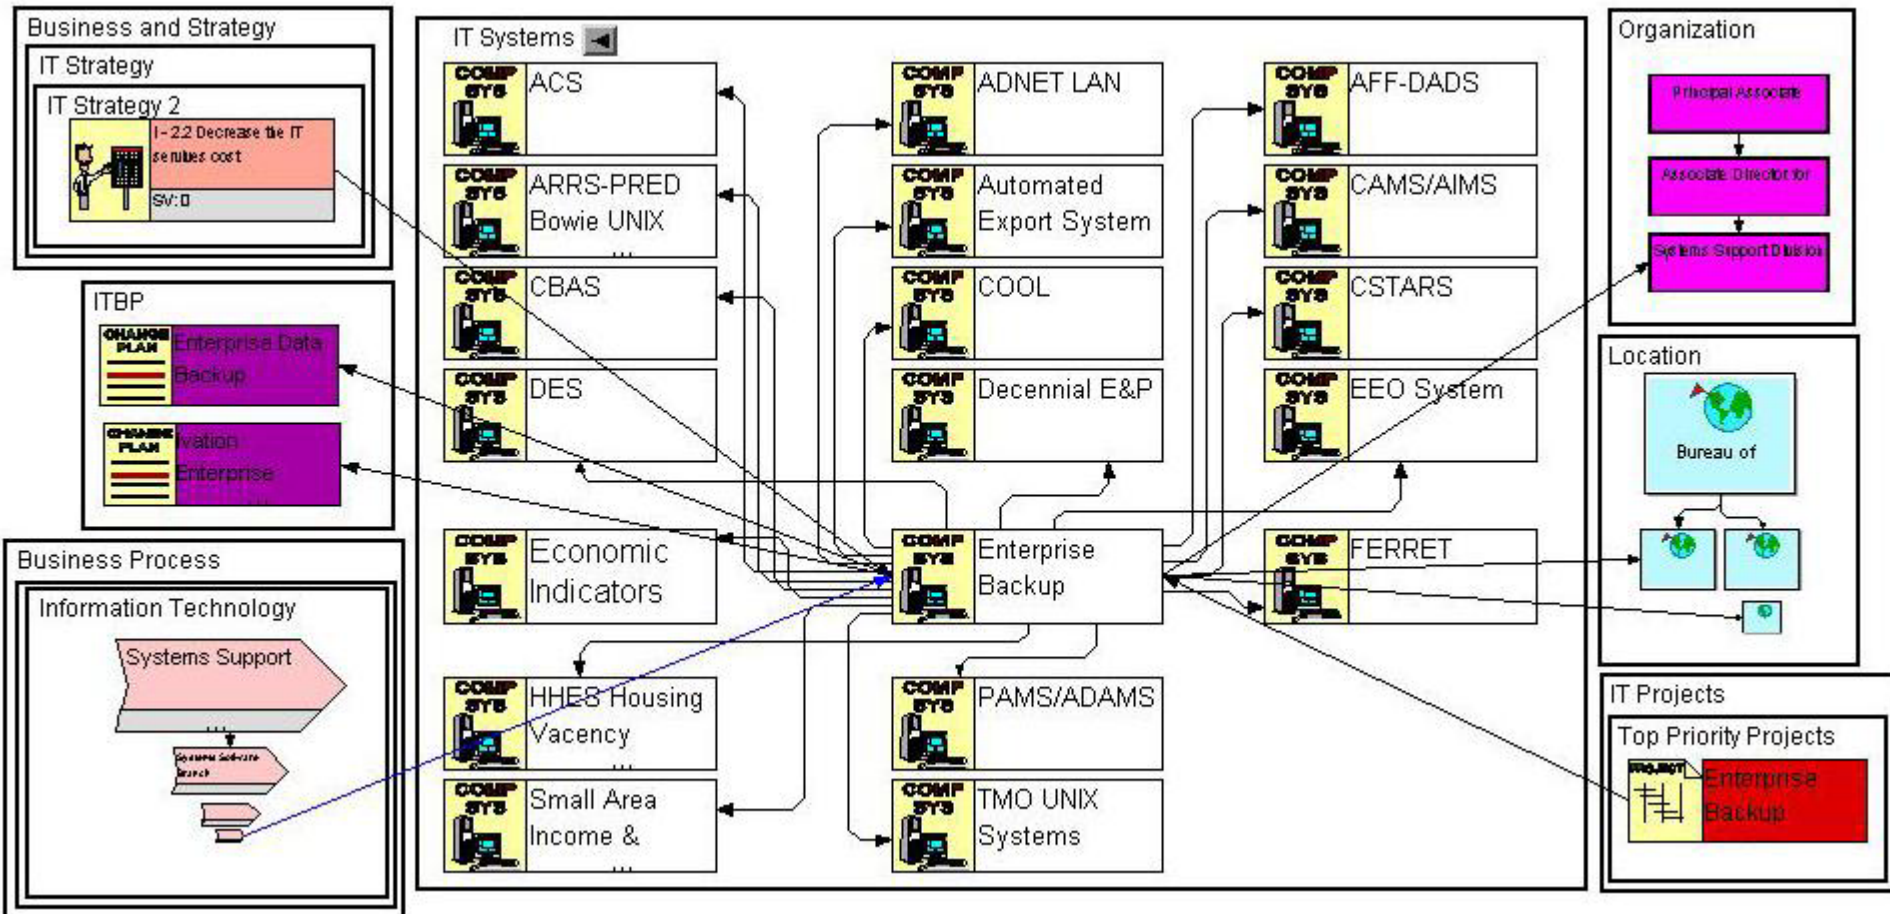 Business and Strategy
IT Strategy
IT Strategy 2
I - 2.2 Decrease the IT
cost
SV: 0
ITBP
CHANGE
PLAN
Enterprise Data
Backup
CHANGE
PLAN
Ivation
Enterprise
...
Business Process
Information Technology
Systems Support
...
Systems Software
Branch
IT Systems
COMP
SYS
ACS
COMP
SYS
ADNET LAN
COMP
SYS
AFF-DADS
COMP
SYS
ARRS-PRED
Bowie UNIX
...
COMP
SYS
Automated
Export System
COMP
SYS
CAMS/AIMS
COMP
SYS
CBAS
COMP
SYS
COOL
COMP
SYS
CSTARS
COMP
SYS
DES
COMP
SYS
Decennial E&P
COMP
SYS
EEO System
COMP
SYS
Economic
Indicators
COMP
SYS
Enterprise
Backup
COMP
SYS
FERRET
COMP
SYS
HHES Housing
Vacency
COMP
SYS
PAMS/ADAMS
COMP
SYS
Small Area
Income &
...
COMP
SYS
TMO UNIX
Systems
Organization
Principal Associate
Associate Director for
Systems Support Division
Location
Bureau of
IT Projects
Top Priority Projects
PROJECT
Enterprise
Backup